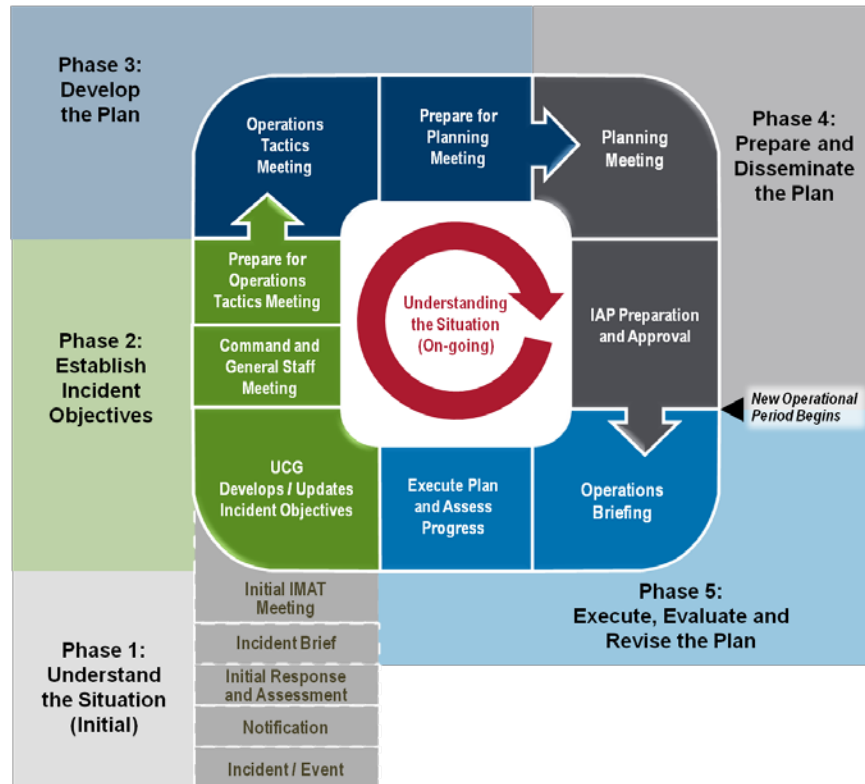 Phase 3:
Develop
the Plan
Operations
Tactics
Meeting
Prepare for
Planning
Meeting
Planning
Meeting
Phase 4:
Prepare and
Disseminate
the Plan
Phase 2:
Establish
Incident
Objectives
Prepare for
Operations
Tactics Meeting
Command and
General Staff
Meeting
UCG
Develops / Updates
Incident Objectives
Understanding
the Situation
(On-going)
IAP Preparation
and Approval
New Operational
Period Begins
Execute Plan
and Assess
Progress
Operations
Briefing
Phase 5:
Execute, Evaluate and
Revise the Plan
Phase 1:
Understand
the Situation
(Initial)
Initial IMAT
Meeting
Incident Brief
Initial Response
and Assessment
Notification
Incident / Event